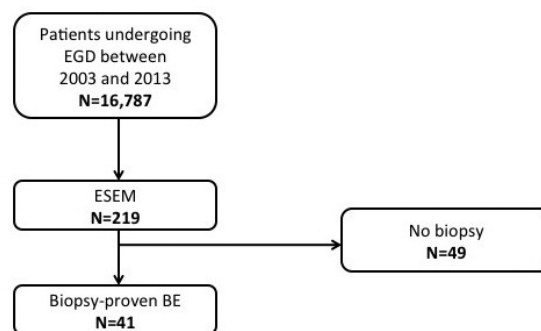 Patients undergoing
EGD between
2003 and 2013
N=16,787
ESEM
N=219
No biopsy
N=49
Biopsy-proven BE
N=41